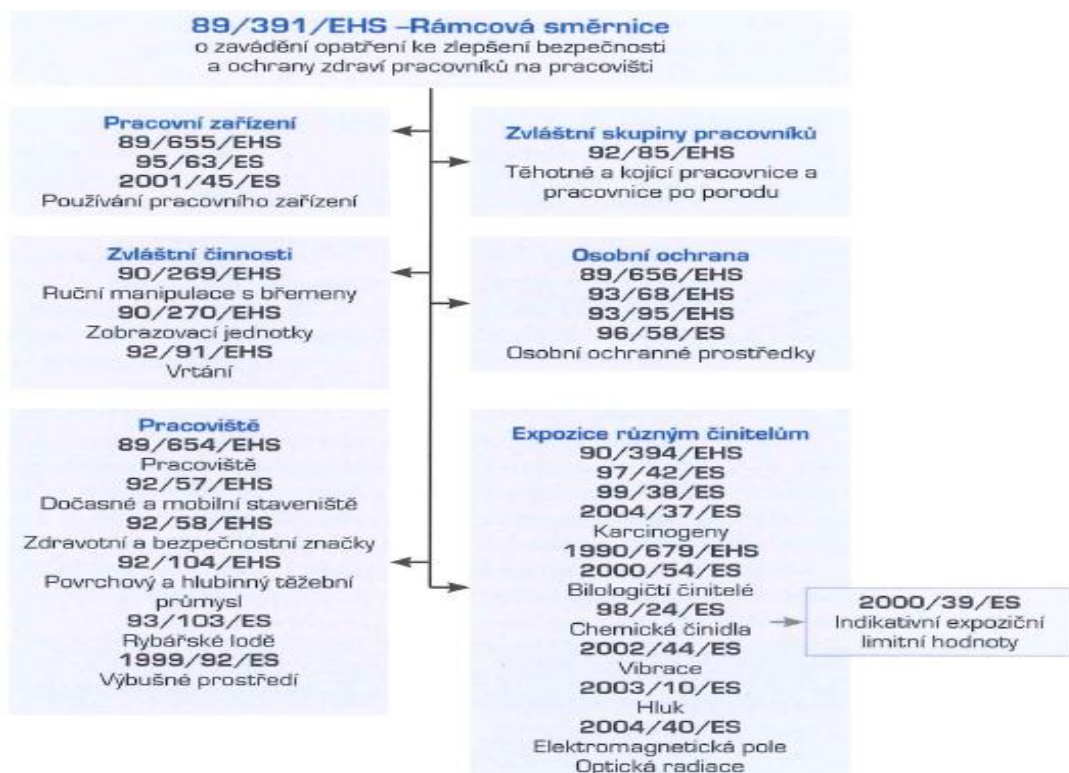 89/391/EHS –Rámcová směrnice
o zavádění opatření ke zlepšení bezpečnosti
a ochrany zdraví pracovníků na pracovišti
Pracovní zařízení
89/655/EHS
95/63/ES
2001/45/ES
Používání pracovního zařízení
Zvláštní skupiny pracovníků
92/85/EHS
Těhotné a kojící pracovnice a
pracovnice po porodu
Zvláštní činnosti
90/269/EHS
Ruční manipulace s břemeny
90/270/EHS
Zobrazovací jednotky
92/91/EHS
Vrtání
Osobní ochrana
89/656/EHS
93/68/EHS
93/95/EHS
96/58/ES
Osobní ochranné prostředky
Pracoviště
89/654/EHS
Pracoviště
92/57/EHS
Dočasné a mobilní staveniště
92/58/EHS
Zdravotní a bezpečnostní značky
92/104/EHS
Povrchový a hlubinný těžební
průmysl
93/103/ES
Rybářské lodě
1999/92/ES
Výbušné prostředí
Expozice různým činitelům
90/394/EHS
97/42/ES
99/38/ES
2004/37/ES
Karcinogeny
1990/679/EHS
2000/54/ES
Bilologičtí činitelé
98/24/ES
Chemická činidla
2002/44/ES
Vibrace
2003/10/ES
Hluk
2004/40/ES
Elektromagnetická pole
Optická radiace
2000/39/ES
Indikativní expoziční
limitní hodnoty